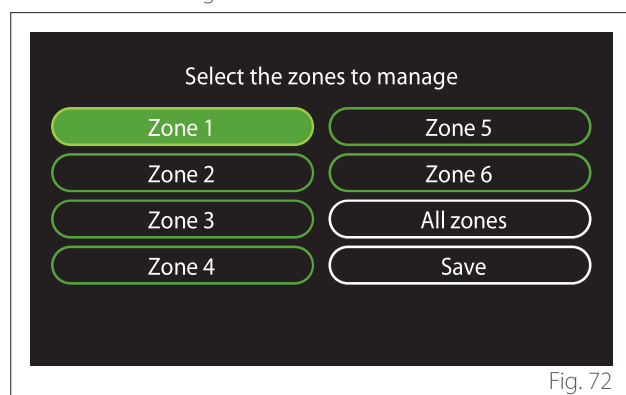 Select the zones to manage
Zone 1
Zone 2
Zone 3
Zone 4
Zone 5
Zone 6
All zones
Save
Fig. 72